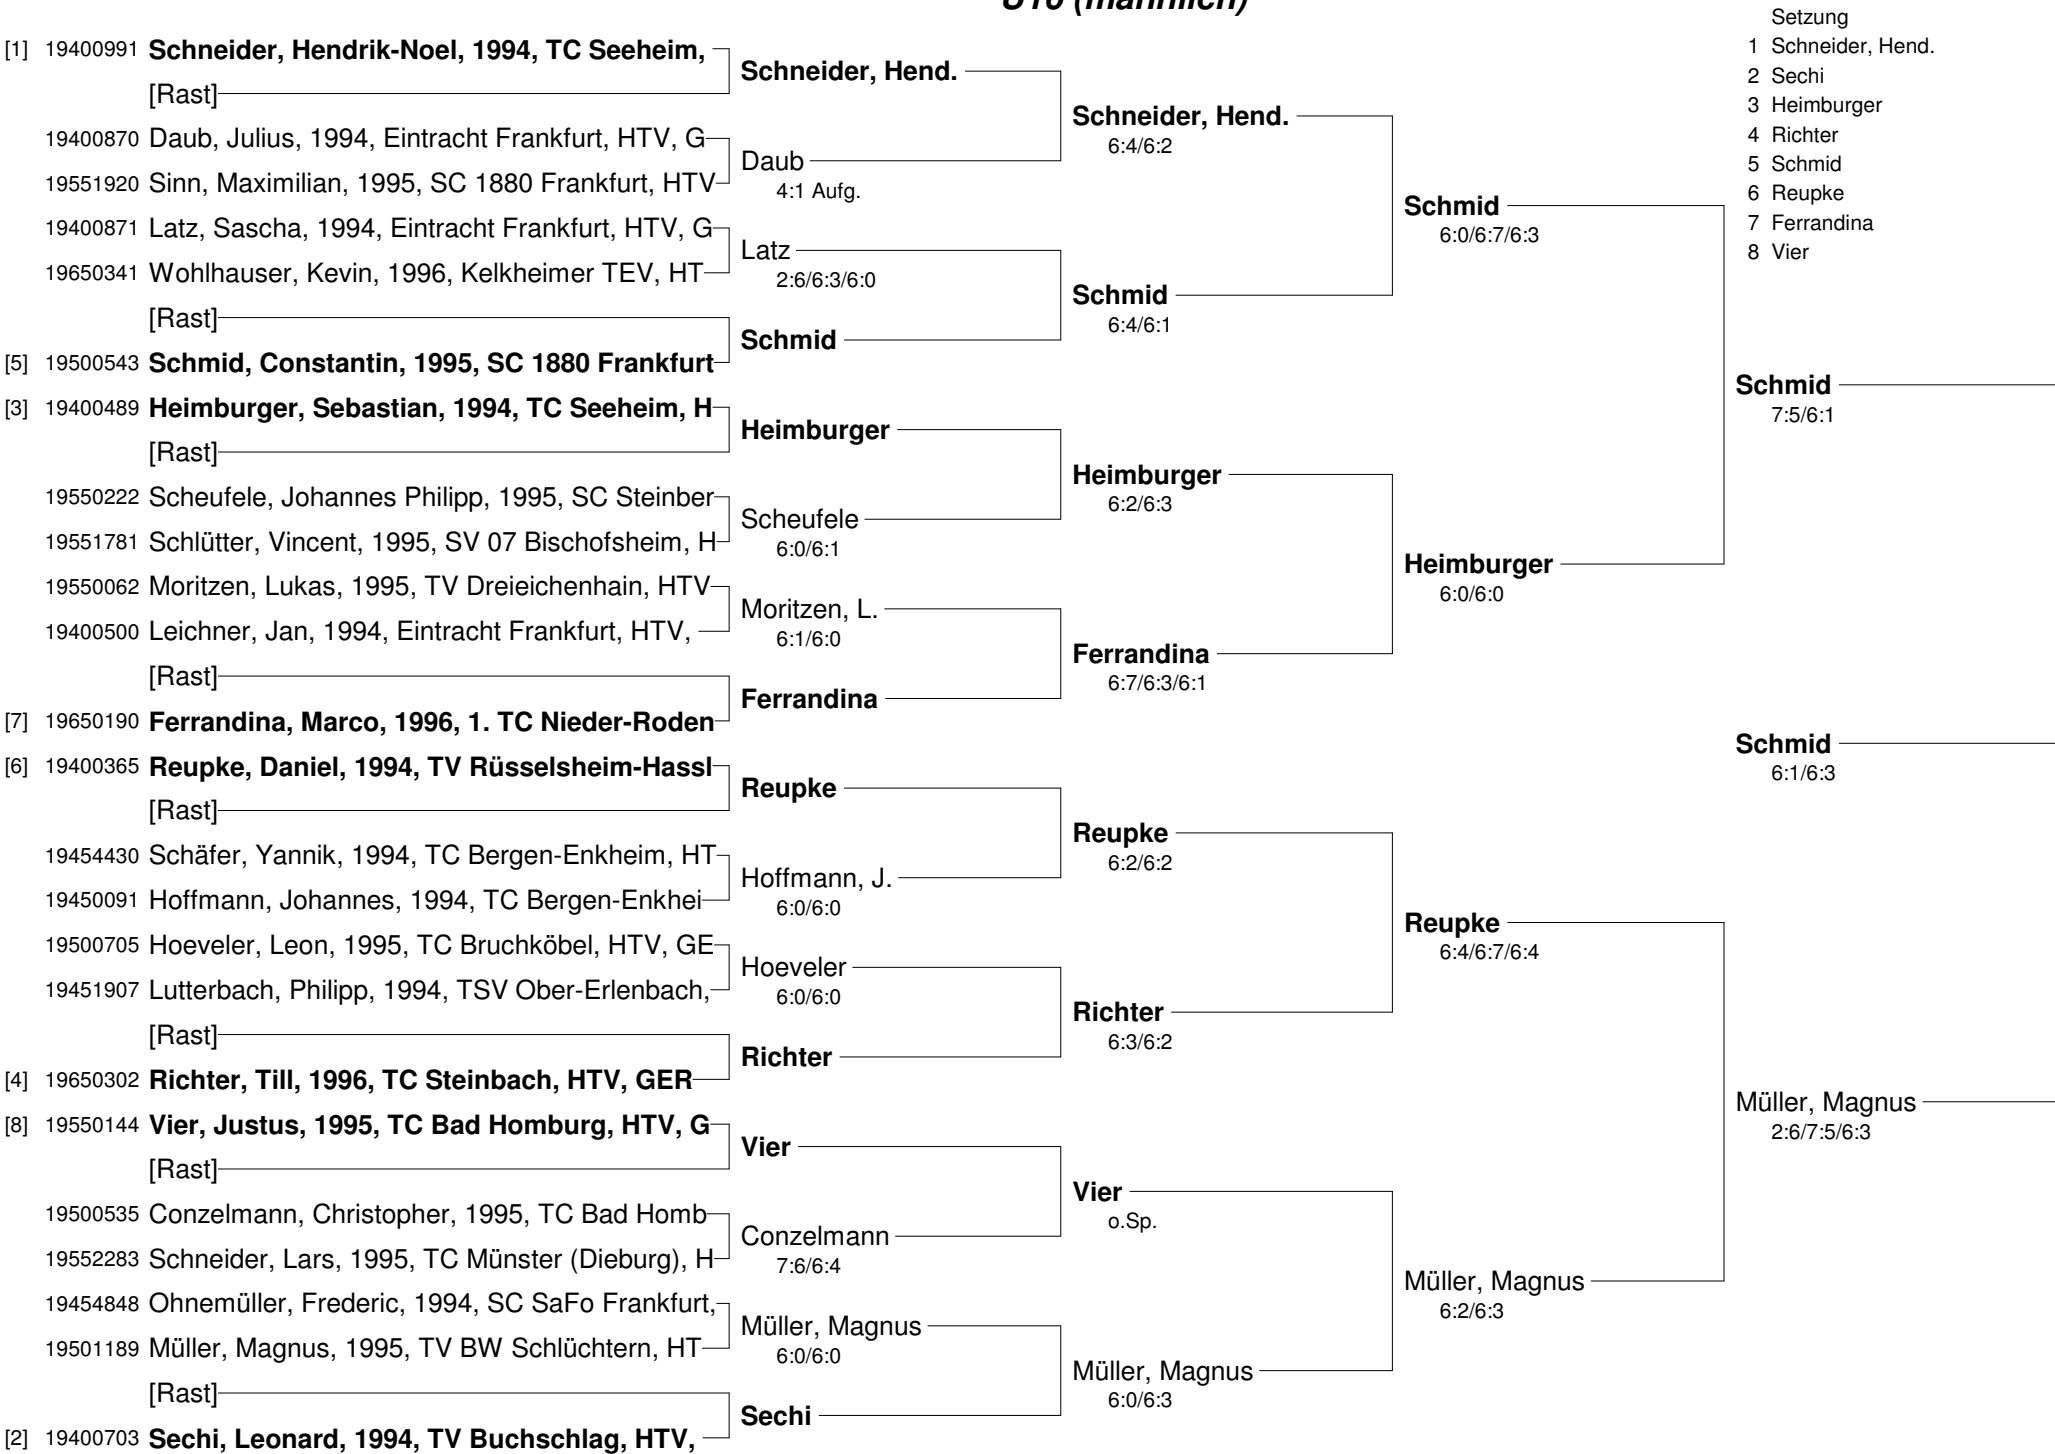 (männlich)
Setzung
1 Schneider, Hend.
2 Sechi
3 Heimburger
4 Richter
5 Schmid
6 Reupke
7 Ferrandina
8 Vier
[1] 19400991 Schneider, Hendrik-Noel, 1994, TC Seeheim,
[Rast]
19400870 Daub, Julius, 1994, Eintracht Frankfurt, HTV, G
19551920 Sinn, Maximilian, 1995, SC 1880 Frankfurt, HTV
19400871 Latz, Sascha, 1994, Eintracht Frankfurt, HTV, G
19650341 Wohlhauser, Kevin, 1996, Kelkheimer TEV, HT
[Rast]
[5] 19500543 Schmid, Constantin, 1995, SC 1880 Frankfurt
[3] 19400489 Heimburger, Sebastian, 1994, TC Seeheim, H
[Rast]
19550222 Scheufele, Johannes Philipp, 1995, SC Steinber
19551781 Schlütter, Vincent, 1995, SV 07 Bischofsheim, H
19550062 Moritzen, Lukas, 1995, TV Dreieichenhain, HTV
19400500 Leichner, Jan, 1994, Eintracht Frankfurt, HTV,
[Rast]
[7] 19650190 Ferrandina, Marco, 1996, 1. TC Nieder-Roden
[6] 19400365 Reupke, Daniel, 1994, TV Rüsselsheim-Hassl
[Rast]
19454430 Schäfer, Yannik, 1994, TC Bergen-Enkheim, HT
19450091 Hoffmann, Johannes, 1994, TC Bergen-Enkhei
19500705 Hoeveler, Leon, 1995, TC Bruchköbel, HTV, GE
19451907 Lutterbach, Philipp, 1994, TSV Ober-Erlenbach,
[Rast]
[4] 19650302 Richter, Till, 1996, TC Steinbach, HTV, GER
[8] 19550144 Vier, Justus, 1995, TC Bad Homburg, HTV, G
[Rast]
19500535 Conzelmann, Christopher, 1995, TC Bad Homb
19552283 Schneider, Lars, 1995, TC Münster (Dieburg), H
19454848 Ohnemüller, Frederic, 1994, SC SaFo Frankfurt,
19501189 Müller, Magnus, 1995, TV BW Schlüchtern, HT
[Rast]
[2] 19400703 Sechi, Leonard, 1994, TV Buchschlag, HTV,
Schneider, Hend.
Daub
4:1 Aufg.
Latz
2:6/6:3/6:0
Schmid
Heimburger
Scheufele
6:0/6:1
Moritzen, L.
6:1/6:0
Ferrandina
Reupke
Hoffmann, J.
6:0/6:0
Hoeveler
6:0/6:0
Richter
Vier
Conzelmann
7:6/6:4
Müller, Magnus
6:0/6:0
Sechi
Schneider, Hend.
6:4/6:2
Schmid
6:4/6:1
Heimburger
6:2/6:3
Ferrandina
6:7/6:3/6:1
Reupke
6:2/6:2
Richter
6:3/6:2
Vier
o.Sp.
Müller, Magnus
6:0/6:3
Schmid
6:0/6:7/6:3
Heimburger
6:0/6:0
Reupke
6:4/6:7/6:4
Müller, Magnus
6:2/6:3
Schmid
7:5/6:1
Schmid
6:1/6:3
Müller, Magnus
2:6/7:5/6:3